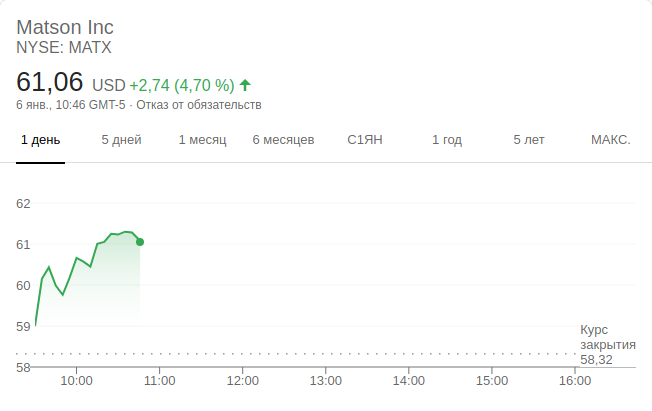 Matson Inc
NYSE: MATX
61,06 USD +2,74 (4,70 %)
6 янв., 10:46 GMT-5 · Отказ от обязательств
1 день 5 дней 1 месяц 6 месяцев С1ЯН 1 год 5 лет МАКС.
62
61
60
59
Курс
закрытия
58,32
58
10:00 11:00 12:00 13:00 14:00 15:00 16:00